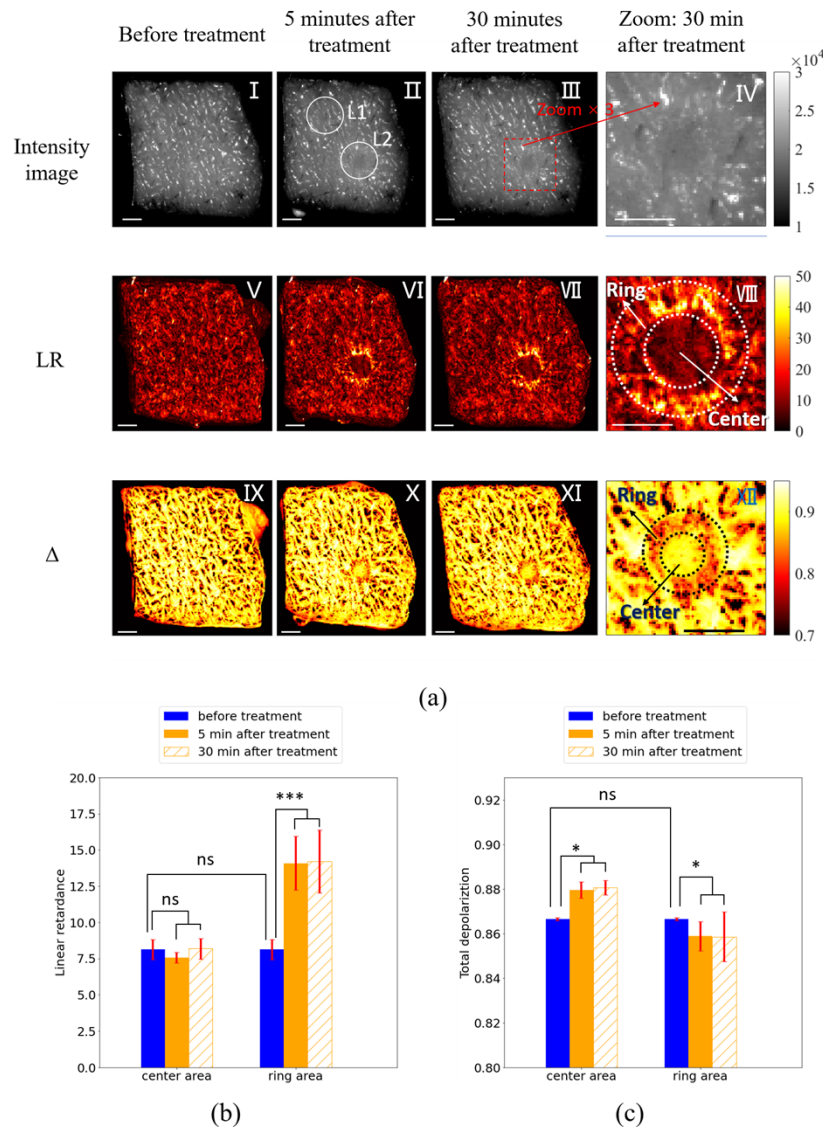 Before treatment
5 minutes after
treatment
30 minutes
after treatment
Zoom: 30 min
after treatment
×10⁴
Intensity
image
I
II
L1
L2
III
Zoom × 3
IV
3
2.5
2
1.5
1
LR
V
VI
VII
VIII
Ring
Center
50
40
30
20
10
0
Δ
IX
X
XI
XII
Ring
Center
0.9
0.8
0.7
(a)
before treatment
5 min after treatment
30 min after treatment
20.0
17.5
15.0
12.5
10.0
7.5
5.0
2.5
0.0
Linear retardance
ns
ns
***
center area
ring area
(b)
before treatment
5 min after treatment
30 min after treatment
0.92
0.90
0.88
0.86
0.84
0.82
0.80
Total depolariztion
ns
*
*
center area
ring area
(c)